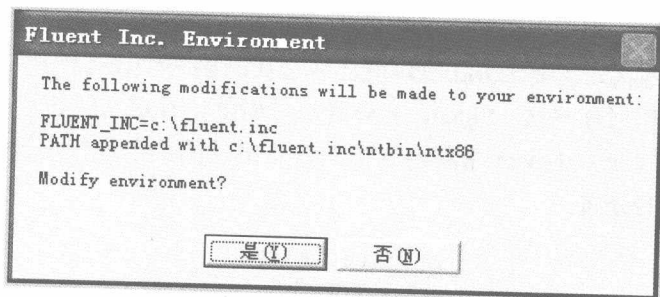 Fluent Inc. Environment
The following modifications will be made to your environment:
FLUENT_INC=c:\fluent.inc
PATH appended with c:\fluent.inc\ntbin\ntx86
Modify environment?
是(Y) 否(N)